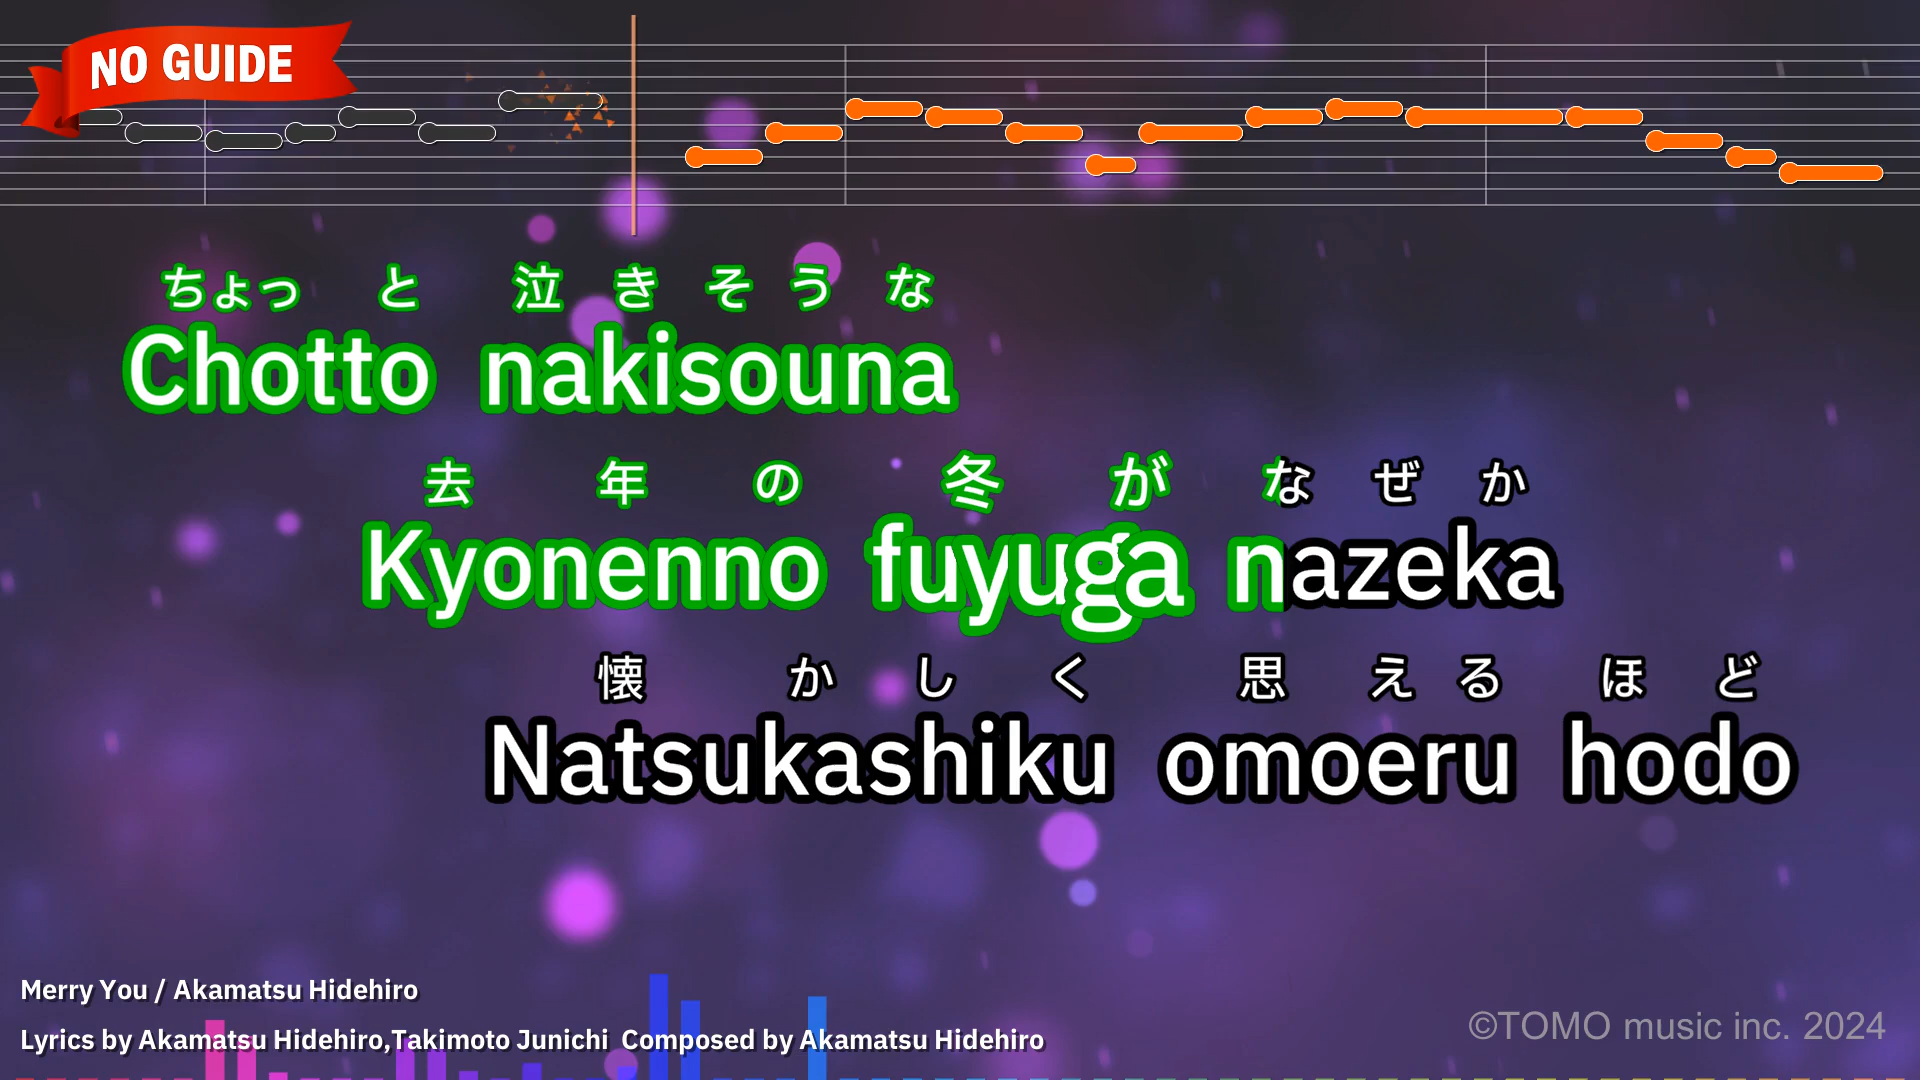 NO GUIDE
ちょっと泣きそうな
Chotto nakisouna
去年の冬がなぜか
Kyonenno fuyuga nazeka
懐かしく思えるほど
Natsukashiku omoeru hodo
Merry You / Akamatsu Hidehiro
Lyrics by Akamatsu Hidehiro,Takimoto Junichi Composed by Akamatsu Hidehiro
©TOMO music inc. 2024